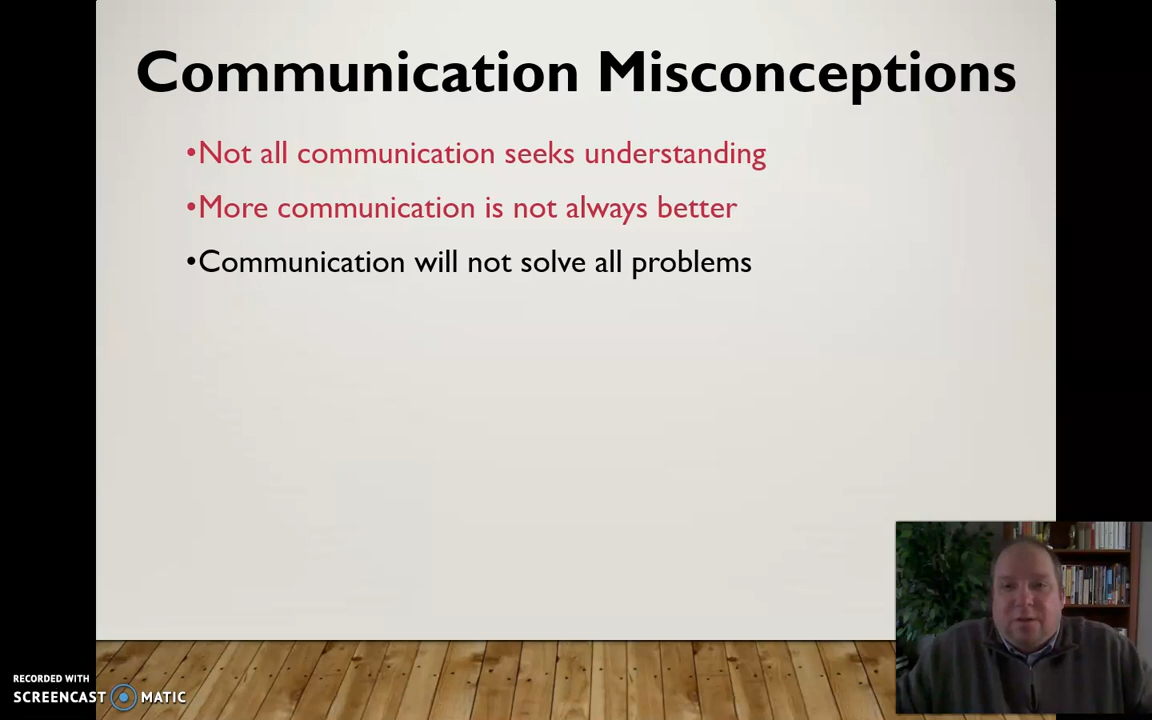 Communication Misconceptions
•Not all communication seeks understanding
•More communication is not always better
•Communication will not solve all problems
RECORDED WITH
SCREENCAST MATIC